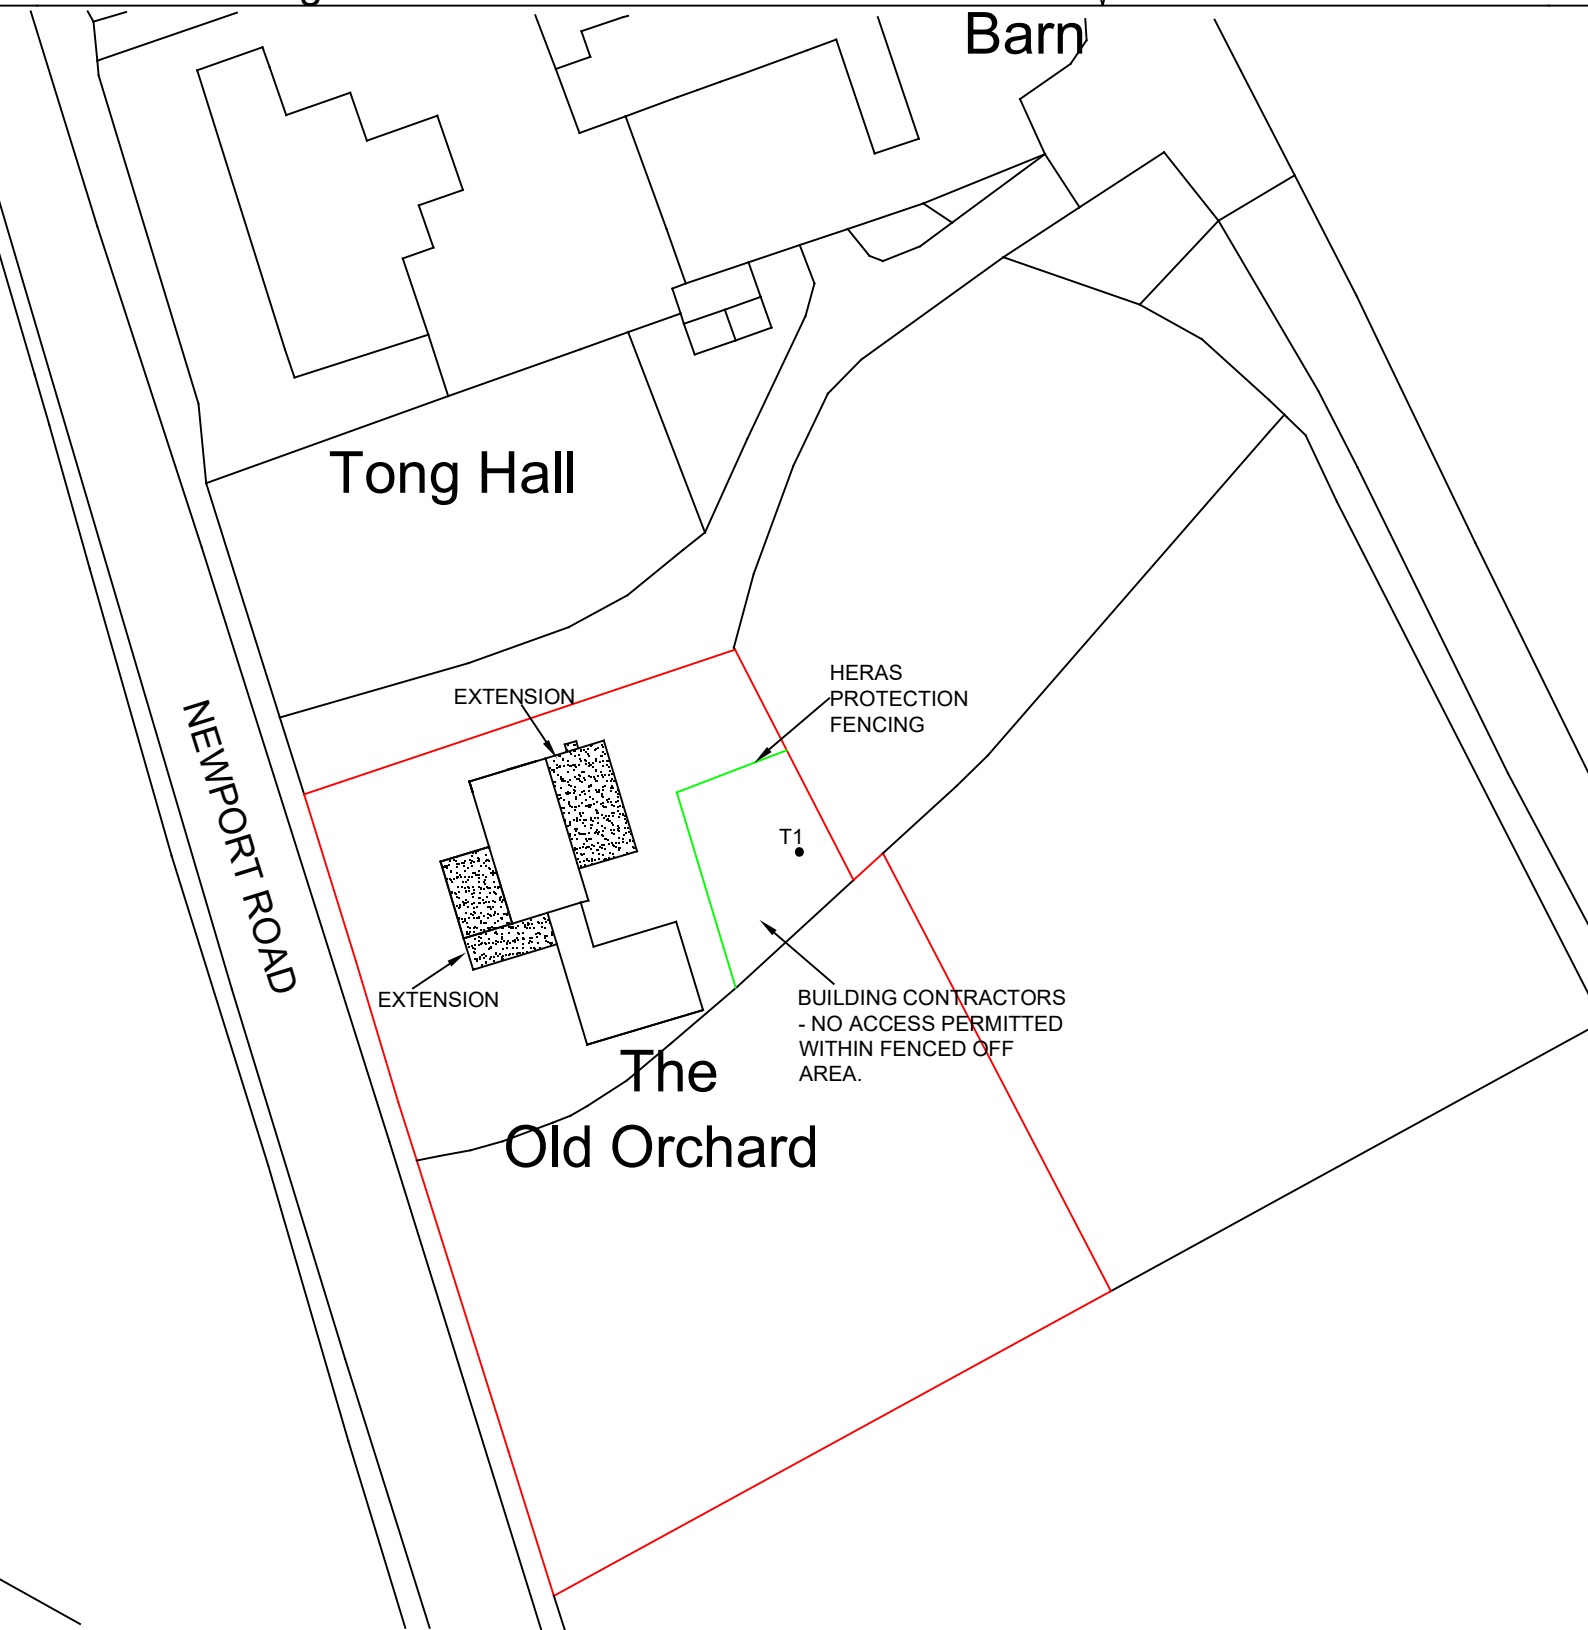 Barn
Tong Hall
HERAS
PROTECTION
FENCING
EXTENSION
NEWPORT ROAD
T1
EXTENSION
BUILDING CONTRACTORS
- NO ACCESS PERMITTED
WITHIN FENCED OFF
AREA.
The
Old Orchard